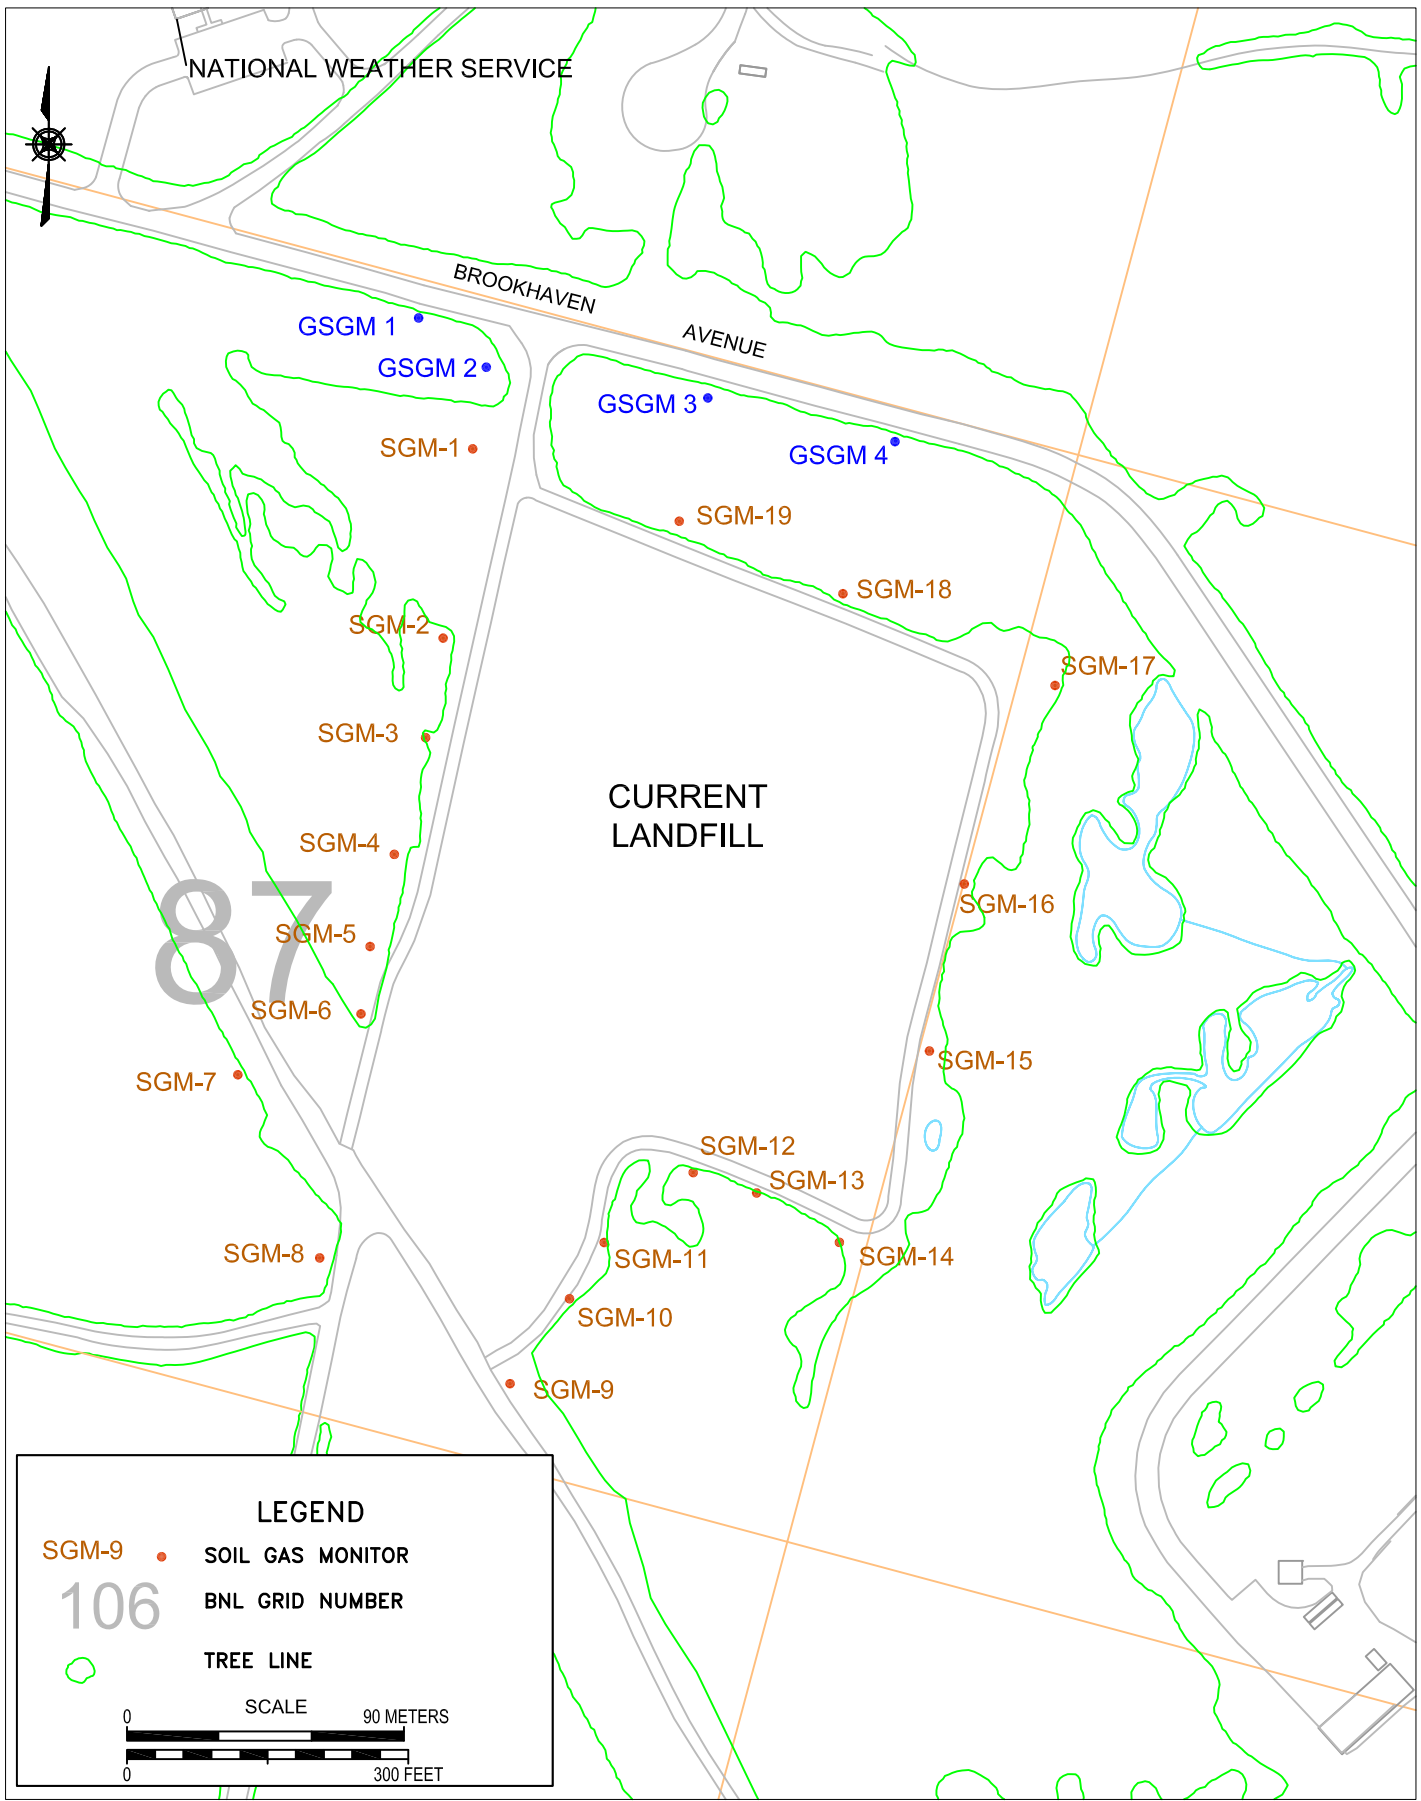 NATIONAL WEATHER SERVICE
BROOKHAVEN AVENUE
GSGM 1
GSGM 2
GSGM 3
GSGM 4
SGM-1
SGM-19
SGM-18
SGM-2
SGM-17
SGM-3
CURRENT
LANDFILL
SGM-4
87
SGM-16
SGM-5
SGM-6
SGM-15
SGM-7
SGM-12
SGM-13
SGM-8
SGM-11
SGM-14
SGM-10
SGM-9
LEGEND
SGM-9 SOIL GAS MONITOR
106 BNL GRID NUMBER
TREE LINE
SCALE
0 90 METERS
0 300 FEET